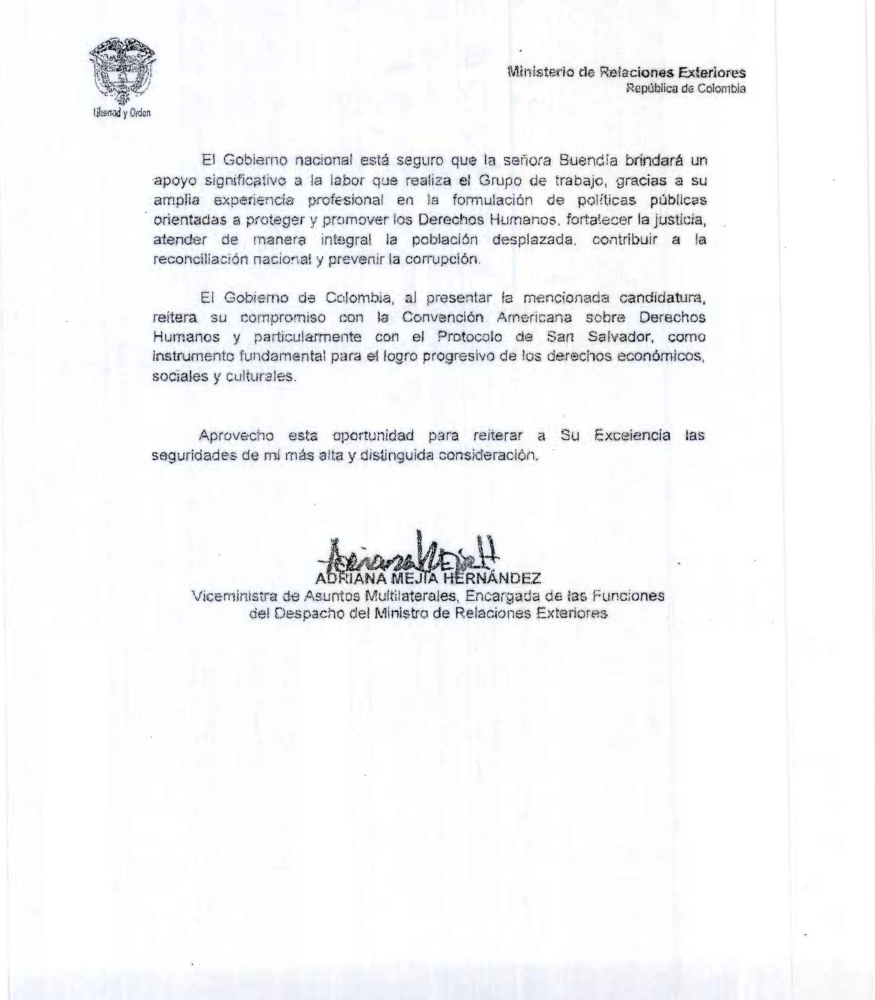 Ministerio de Relaciones Exteriores
República de Colombia
Libertad y Orden
El Gobierno nacional está seguro que la señora Buendía brindará un
apoyo significativo a la labor que realiza el Grupo de trabajo, gracias a su
amplia experiencia profesional en la formulación de políticas públicas
orientadas a proteger y promover los Derechos Humanos, fortalecer la justicia,
atender de manera integral la población desplazada, contribuir a la
reconciliación nacional y prevenir la corrupción.
El Gobierno de Colombia, al presentar la mencionada candidatura,
reitera su compromiso con la Convención Americana sobre Derechos
Humanos y particularmente con el Protocolo de San Salvador, como
instrumento fundamental para el logro progresivo de los derechos económicos,
sociales y culturales.
Aprovecho esta oportunidad para reiterar a Su Excelencia las
seguridades de mi más alta y distinguida consideración.
Adriana Mejía H
ADRIANA MEJÍA HERNÁNDEZ
Viceministra de Asuntos Multilaterales, Encargada de las Funciones
del Despacho del Ministro de Relaciones Exteriores